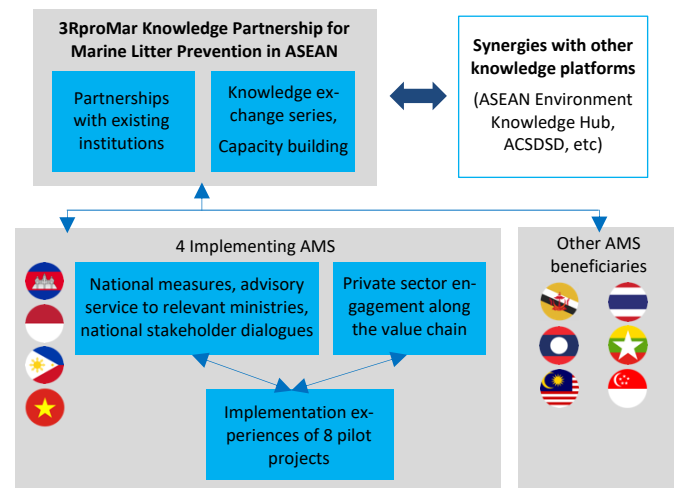 3RproMar Knowledge Partnership for
Marine Litter Prevention in ASEAN
Partnerships
with existing
institutions
Knowledge ex-
change series,
Capacity building
Synergies with other
knowledge platforms
(ASEAN Environment
Knowledge Hub,
ACSDSD, etc)
4 Implementing AMS
National measures, advisory
service to relevant ministries,
national stakeholder dialogues
Private sector en-
gagement along
the value chain
Implementation ex-
periences of 8 pilot
projects
Other AMS
beneficiaries